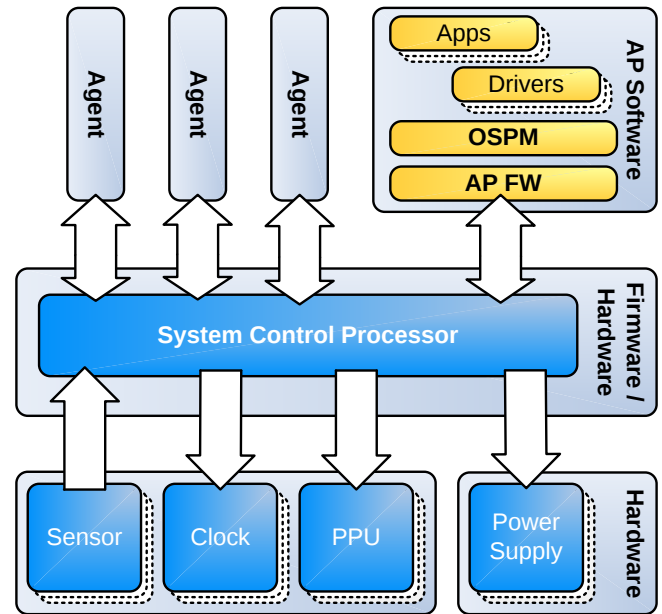 Agent
Agent
Agent
Apps
Drivers
OSPM
AP FW
AP Software
System Control Processor
Firmware /
Hardware
Sensor
Clock
PPU
Power
Supply
Hardware